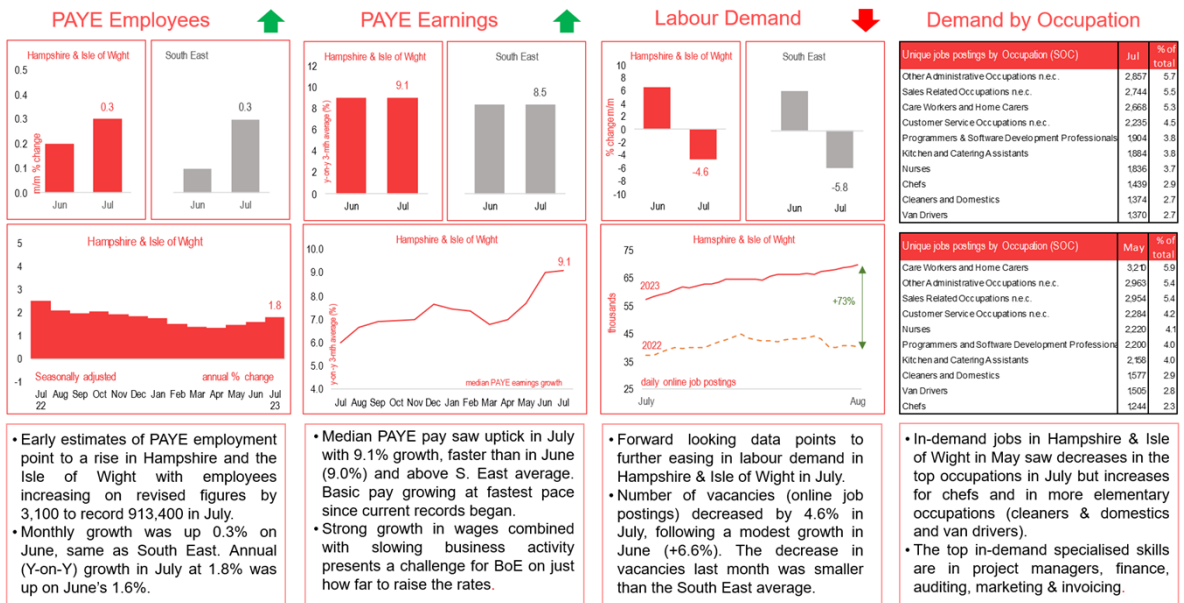 PAYE Employees
Hampshire & Isle of Wight
South East
0.5
0.4
0.3
0.2
0.1
0.0
m/m % change
0.3
0.3
Jun
Jul
Jun
Jul
Hampshire & Isle of Wight
5
4
3
2
1
0
-1
1.8
Seasonally adjusted
annual % change
Jul Aug Sep Oct Nov Dec Jan Feb Mar Apr May Jun Jul
22
23
• Early estimates of PAYE employment
point to a rise in Hampshire and the
Isle of Wight with employees
increasing on revised figures by
3,100 to record 913,400 in July.
• Monthly growth was up 0.3% on
June, same as South East. Annual
(Y-on-Y) growth in July at 1.8% was
up on June's 1.6%.
PAYE Earnings
Hampshire & Isle of Wight
South East
12
10
8
6
4
2
0
y-on-y 3-mth average (%)
9.1
8.5
Jun
Jul
Jun
Jul
Hampshire & Isle of Wight
10.0
9.0
8.0
7.0
6.0
5.0
4.0
y-on-y 3-mth average (%)
9.1
median PAYE earnings growth
Jul Aug Sep Oct Nov Dec Jan Feb Mar Apr May Jun Jul
• Median PAYE pay saw uptick in July
with 9.1% growth, faster than in June
(9.0%) and above S. East average.
Basic pay growing at fastest pace
since current records began.
• Strong growth in wages combined
with slowing business activity
presents a challenge for BoE on just
how far to raise the rates.
Labour Demand
Hampshire & Isle of Wight
South East
10
8
6
4
2
0
-2
-4
-6
-8
-10
% change m/m
-4.6
-5.8
Jun
Jul
Jun
Jul
Hamsphire & Isle of Wight
75
65
55
45
35
25
thousands
2023
2022
+73%
daily online job postings
July
Aug
• Forward looking data points to
further easing in labour demand in
Hampshire & Isle of Wight in July.
• Number of vacancies (online job
postings) decreased by 4.6% in
July, following a modest growth in
June (+6.6%). The decrease in
vacancies last month was smaller
than the South East average.
Demand by Occupation
Unique jobs postings by Occupation (SOC) Jul % of total
Other Administrative Occupations n.e.c. 2,857 5.7
Sales Related Occupations n.e.c. 2,744 5.5
Care Workers and Home Carers 2,668 5.3
Customer Service Occupations n.e.c. 2,235 4.5
Programmers & Software Development Professionals 1,904 3.8
Kitchen and Catering Assistants 1,884 3.8
Nurses 1,836 3.7
Chefs 1,439 2.9
Cleaners and Domestics 1,374 2.7
Van Drivers 1,370 2.7
Unique jobs postings by Occupation (SOC) May % of total
Care Workers and Home Carers 3,210 5.9
Other Administrative Occupations n.e.c. 2,963 5.4
Sales Related Occupations n.e.c. 2,954 5.4
Customer Service Occupations n.e.c. 2,284 4.2
Nurses 2,220 4.1
Programmers and Software Development Professiona 2,200 4.0
Kitchen and Catering Assistants 2,158 4.0
Cleaners and Domestics 1,577 2.9
Van Drivers 1,505 2.8
Chefs 1,244 2.3
• In-demand jobs in Hampshire & Isle
of Wight in May saw decreases in the
top occupations in July but increases
for chefs and in more elementary
occupations (cleaners & domestics
and van drivers).
• The top in-demand specialised skills
are in project managers, finance,
auditing, marketing & invoicing.